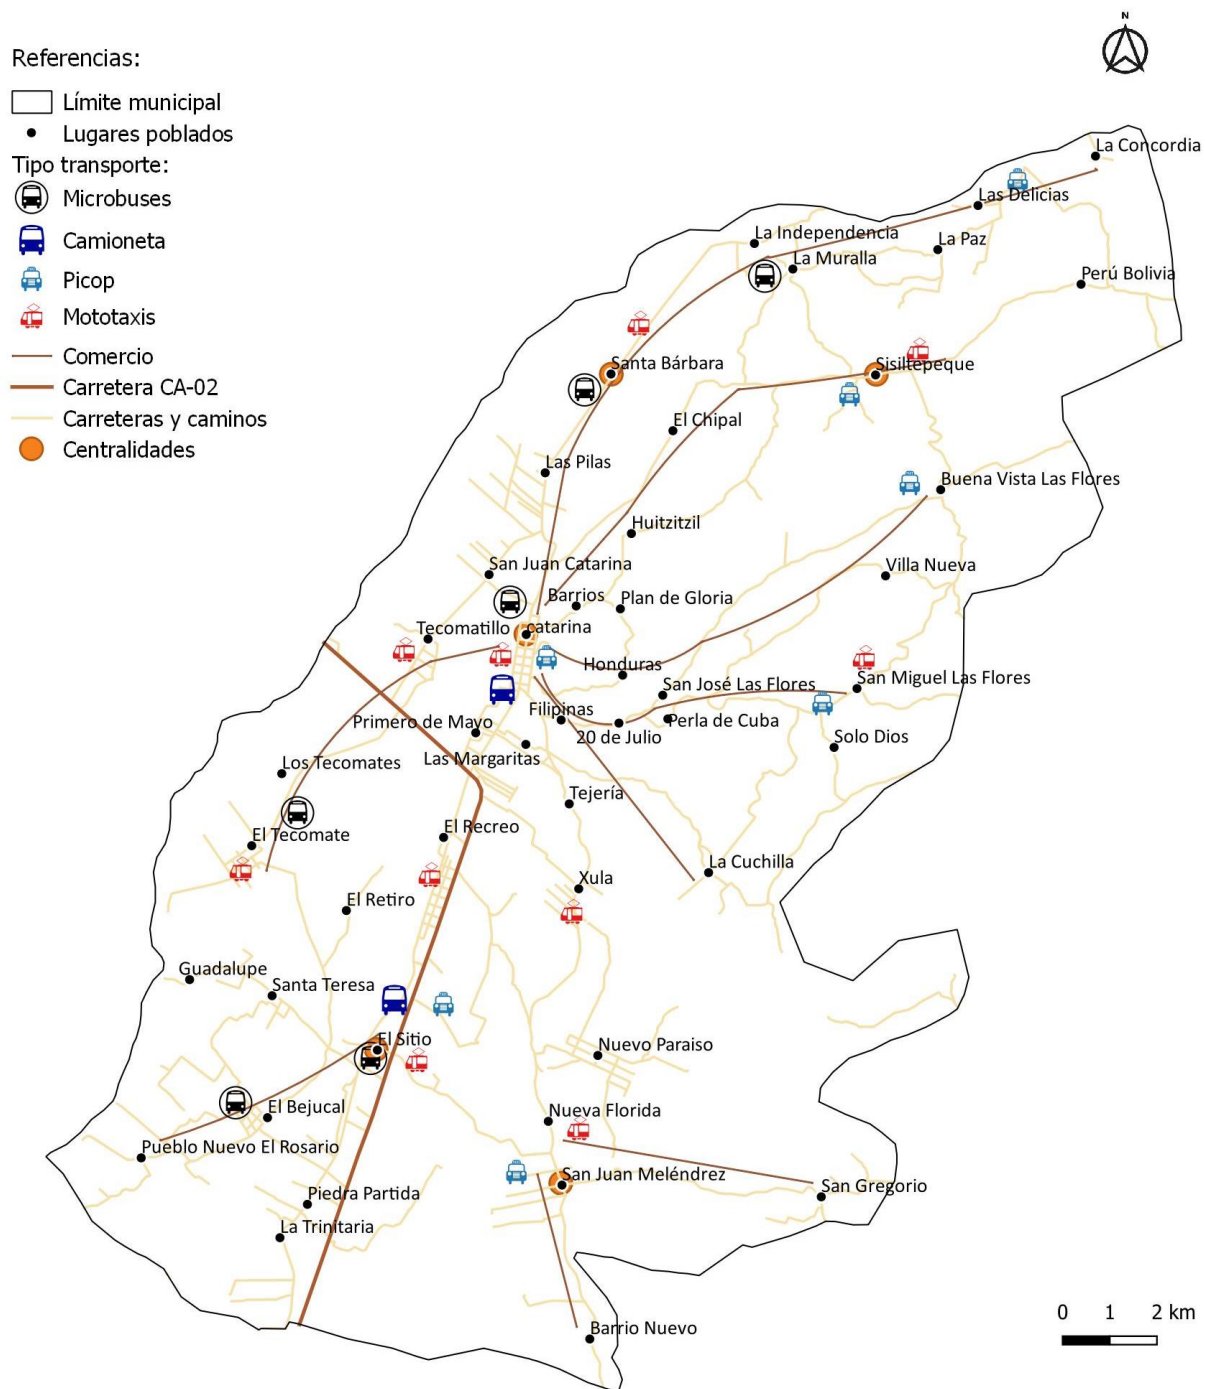 N
Referencias:
Límite municipal
Lugares poblados
Tipo transporte:
Microbuses
Camioneta
Picop
Mototaxis
Comercio
Carretera CA-02
Carreteras y caminos
Centralidades
La Concordia
Las Delicias
La Independencia
La Paz
La Muralla
Perú Bolivia
Santa Bárbara
Sisiltepeque
El Chipal
Las Pilas
Buena Vista Las Flores
Huitzitzil
San Juan Catarina
Villa Nueva
Barrios
Plan de Gloria
Tecomatillo
catarina
Honduras
San José Las Flores
San Miguel Las Flores
Filipinas
Primero de Mayo
20 de Julio
Perla de Cuba
Solo Dios
Las Margaritas
Los Tecomates
Tejería
El Recreo
El Tecomate
La Cuchilla
Xula
El Retiro
Guadalupe
Santa Teresa
El Sitio
Nuevo Paraiso
El Bejucal
Nueva Florida
Pueblo Nuevo El Rosario
San Juan Meléndrez
Piedra Partida
San Gregorio
La Trinitaria
Barrio Nuevo
0 1 2 km